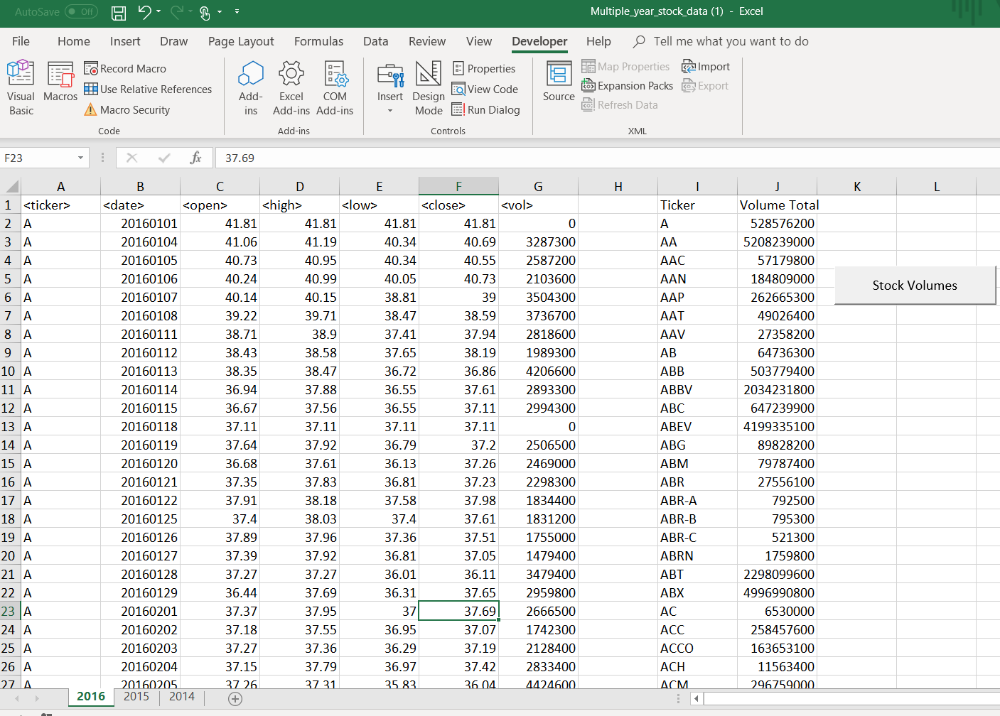 AutoSave Off Multiple_year_stock_data (1) - Excel
File Home Insert Draw Page Layout Formulas Data Review View Developer Help Tell me what you want to do
Visual Basic
Macros
Record Macro
Use Relative References
Macro Security
Code
Add-ins
Excel Add-ins
COM Add-ins
Add-ins
Insert
Design Mode
Properties
View Code
Run Dialog
Controls
Source
Map Properties
Expansion Packs
Refresh Data
Import
Export
XML
F23 fx 37.69
A B C D E F G H I J K L
1 <ticker> <date> <open> <high> <low> <close> <vol> Ticker Volume Total
2 A 20160101 41.81 41.81 41.81 41.81 0 A 528576200
3 A 20160104 41.06 41.19 40.34 40.69 3287300 AA 5208239000
4 A 20160105 40.73 40.95 40.34 40.55 2587200 AAC 57179800
5 A 20160106 40.24 40.99 40.05 40.73 2103600 AAN 184809000
Stock Volumes
6 A 20160107 40.14 40.15 38.81 39 3504300 AAP 262665300
7 A 20160108 39.22 39.71 38.47 38.59 3736700 AAT 49026400
8 A 20160111 38.71 38.9 37.41 37.94 2818600 AAV 27358200
9 A 20160112 38.43 38.58 37.65 38.19 1989300 AB 64736300
10 A 20160113 38.35 38.47 36.72 36.86 4206600 ABB 503779400
11 A 20160114 36.94 37.88 36.55 37.61 2893300 ABBV 2034231800
12 A 20160115 36.67 37.56 36.55 37.11 2994300 ABC 647239900
13 A 20160118 37.11 37.11 37.11 37.11 0 ABEV 4199335100
14 A 20160119 37.64 37.92 36.79 37.2 2506500 ABG 89828200
15 A 20160120 36.68 37.61 36.13 37.26 2469000 ABM 79787400
16 A 20160121 37.35 37.83 36.81 37.23 2298300 ABR 27556100
17 A 20160122 37.91 38.18 37.58 37.98 1834400 ABR-A 792500
18 A 20160125 37.4 38.03 37.4 37.61 1831200 ABR-B 795300
19 A 20160126 37.89 37.96 37.36 37.51 1755000 ABR-C 521300
20 A 20160127 37.39 37.92 36.81 37.05 1479400 ABRN 1759800
21 A 20160128 37.27 37.27 36.01 36.11 3479400 ABT 2298099600
22 A 20160129 36.44 37.69 36.31 37.65 2959800 ABX 4996990800
23 A 20160201 37.37 37.95 37 37.69 2666500 AC 6530000
24 A 20160202 37.18 37.55 36.95 37.07 1742300 ACC 258457600
25 A 20160203 37.27 37.36 36.29 37.19 2128400 ACCO 163653100
26 A 20160204 37.15 37.79 36.97 37.42 2833400 ACH 11563400
27 A 20160205 37.26 37.31 35.83 36.04 4424600 ACM 296759000
2016 2015 2014